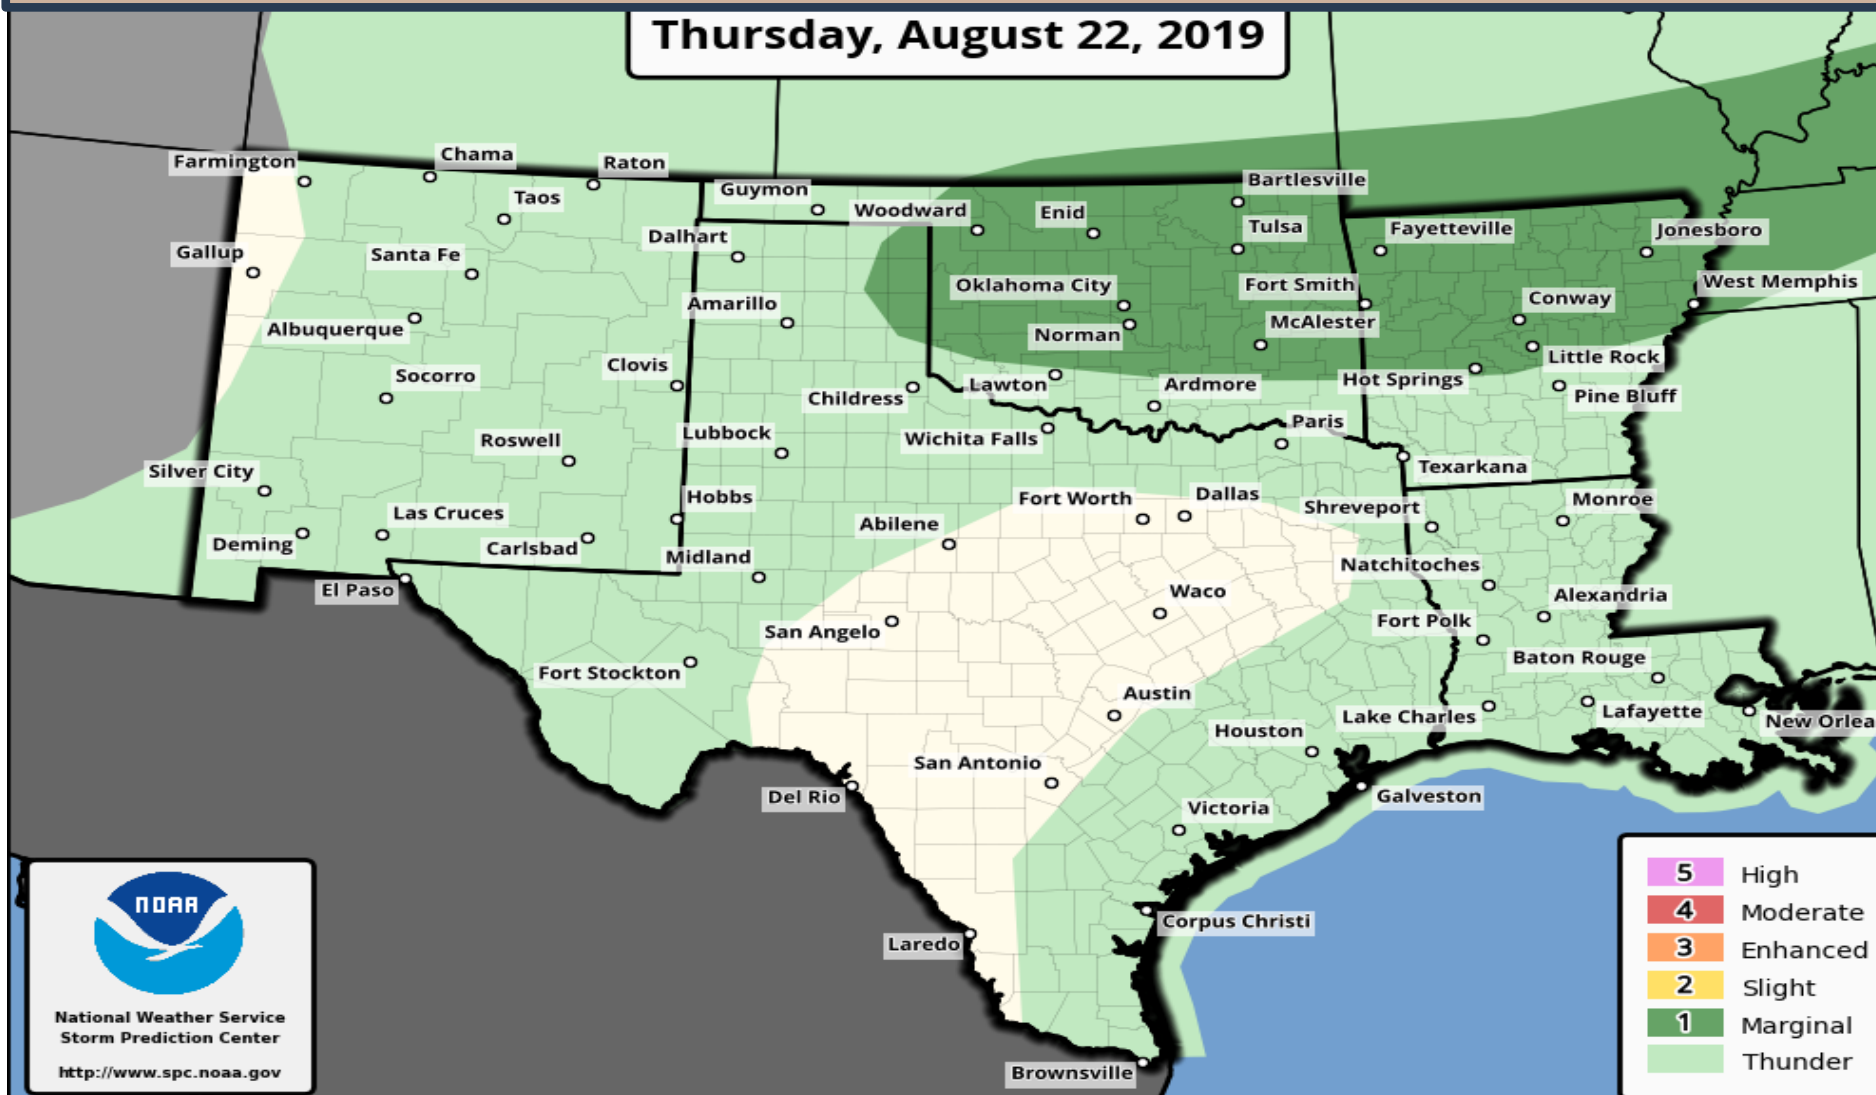 Thursday, August 22, 2019
Farmington
Chama
Raton
Taos
Guymon
Woodward
Enid
Bartlesville
Tulsa
Fayetteville
Jonesboro
Gallup
Santa Fe
Dalhart
Oklahoma City
Fort Smith
West Memphis
Albuquerque
Amarillo
Norman
McAlester
Conway
Little Rock
Socorro
Clovis
Childress
Lawton
Ardmore
Hot Springs
Pine Bluff
Roswell
Lubbock
Wichita Falls
Paris
Texarkana
Silver City
Hobbs
Fort Worth
Dallas
Shreveport
Monroe
Las Cruces
Deming
Carlsbad
Abilene
Midland
Natchitoches
El Paso
Waco
Alexandria
San Angelo
Fort Polk
Fort Stockton
Baton Rouge
Austin
Lake Charles
Lafayette
New Orlea
Houston
San Antonio
Del Rio
Galveston
Victoria
Corpus Christi
Laredo
Brownsville
NOAA
National Weather Service
Storm Prediction Center
http://www.spc.noaa.gov
5 High
4 Moderate
3 Enhanced
2 Slight
1 Marginal
Thunder